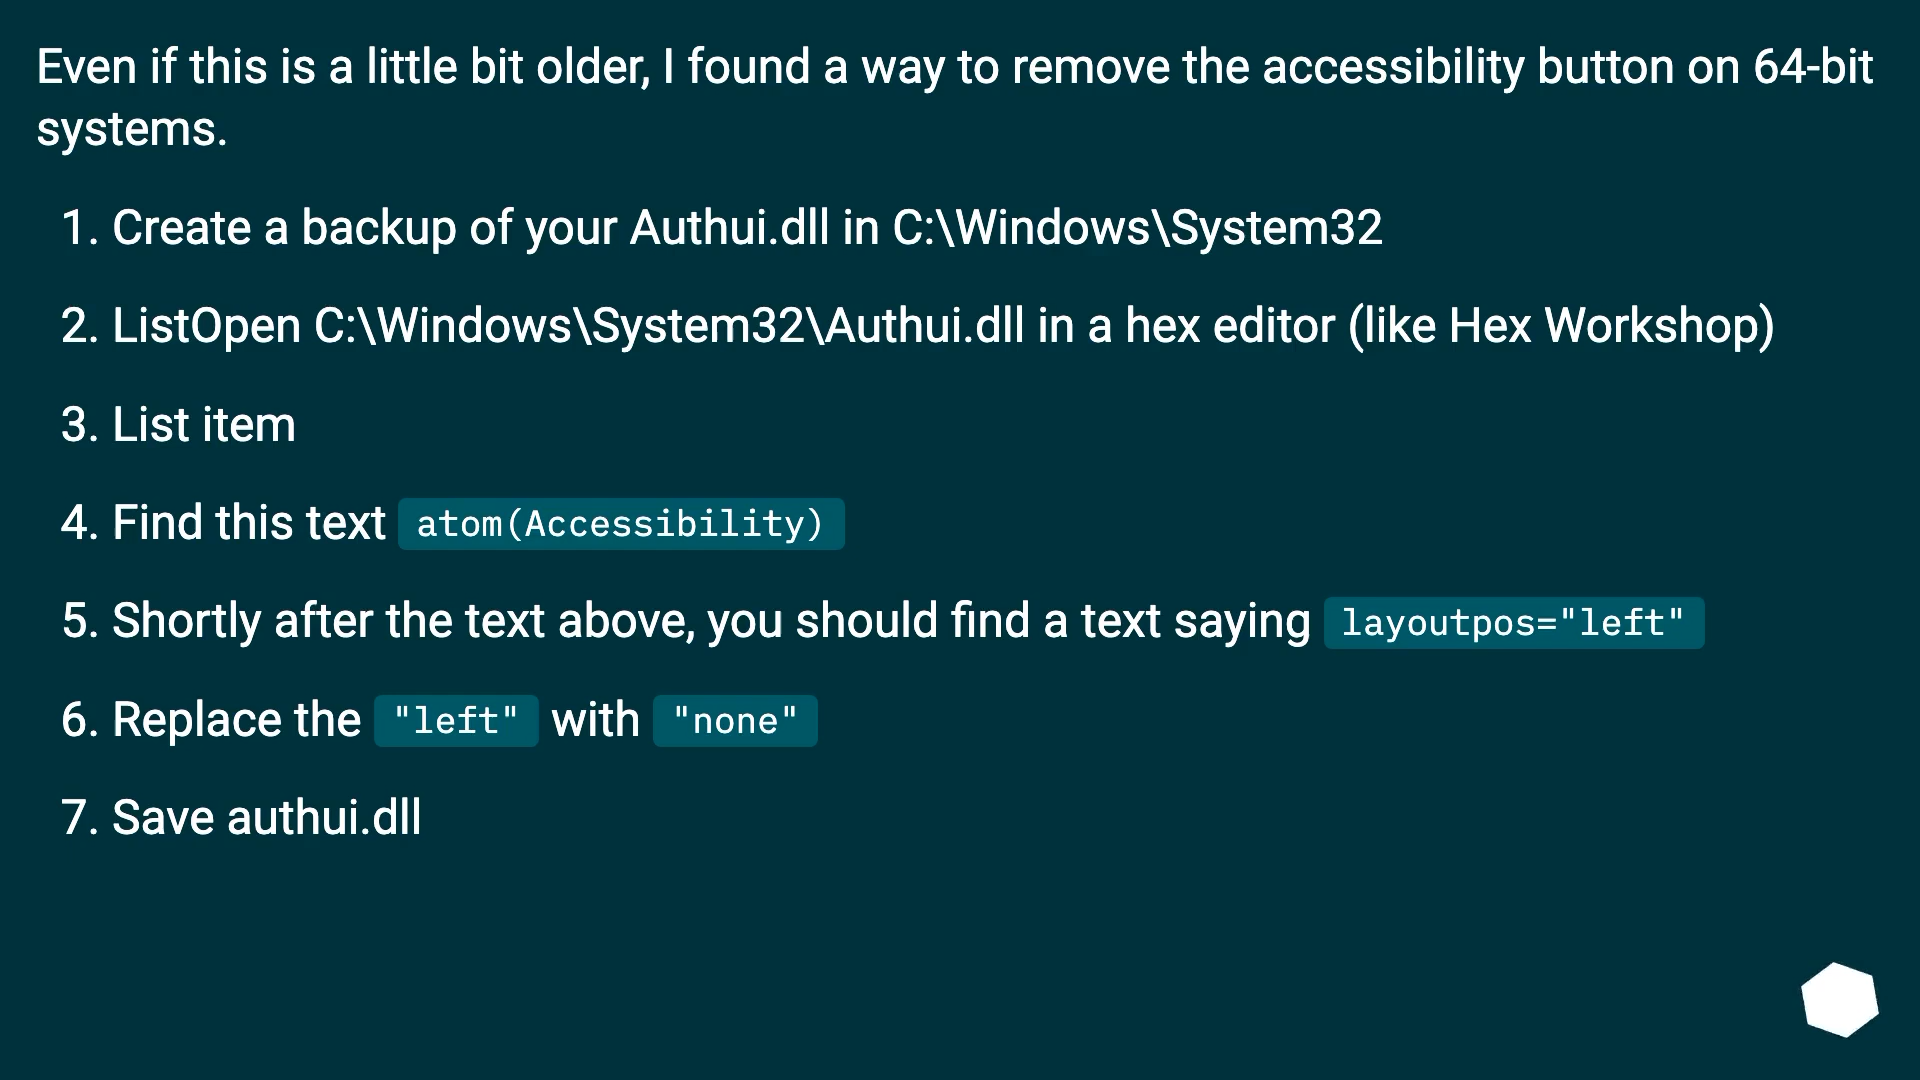 Even if this is a little bit older, I found a way to remove the accessibility button on 64-bit
systems.
1. Create a backup of your Authui.dll in C:\Windows\System32
2. ListOpen C:\Windows\System32\Authui.dll in a hex editor (like Hex Workshop)
3. List item
4. Find this text atom(Accessibility)
5. Shortly after the text above, you should find a text saying layoutpos="left"
6. Replace the "left" with "none"
7. Save authui.dll